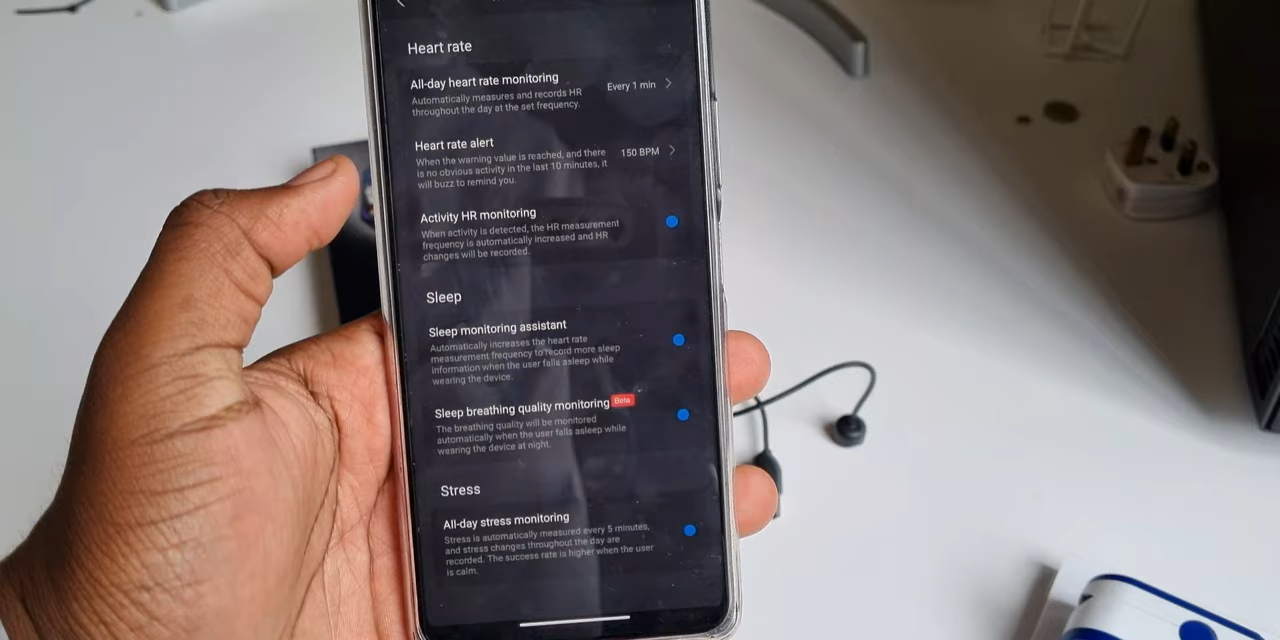 Heart rate
All-day heart rate monitoring
Automatically measures and records HR
throughout the day at the set frequency.
Every 1 min
Heart rate alert
When the warning value is reached, and there
is no obvious activity in the last 10 minutes, it
will buzz to remind you.
150 BPM
Activity HR monitoring
When activity is detected, the HR measurement
frequency is automatically increased and HR
changes will be recorded.
Sleep
Sleep monitoring assistant
Automatically increases the heart rate
measurement frequency to record more sleep
information when the user falls asleep while
wearing the device.
Sleep breathing quality monitoring Beta
The breathing quality will be monitored
automatically when the user falls asleep while
wearing the device at night.
Stress
All-day stress monitoring
Stress is automatically measured every 5 minutes,
and stress changes throughout the day are
recorded. The success rate is higher when the user
is calm.